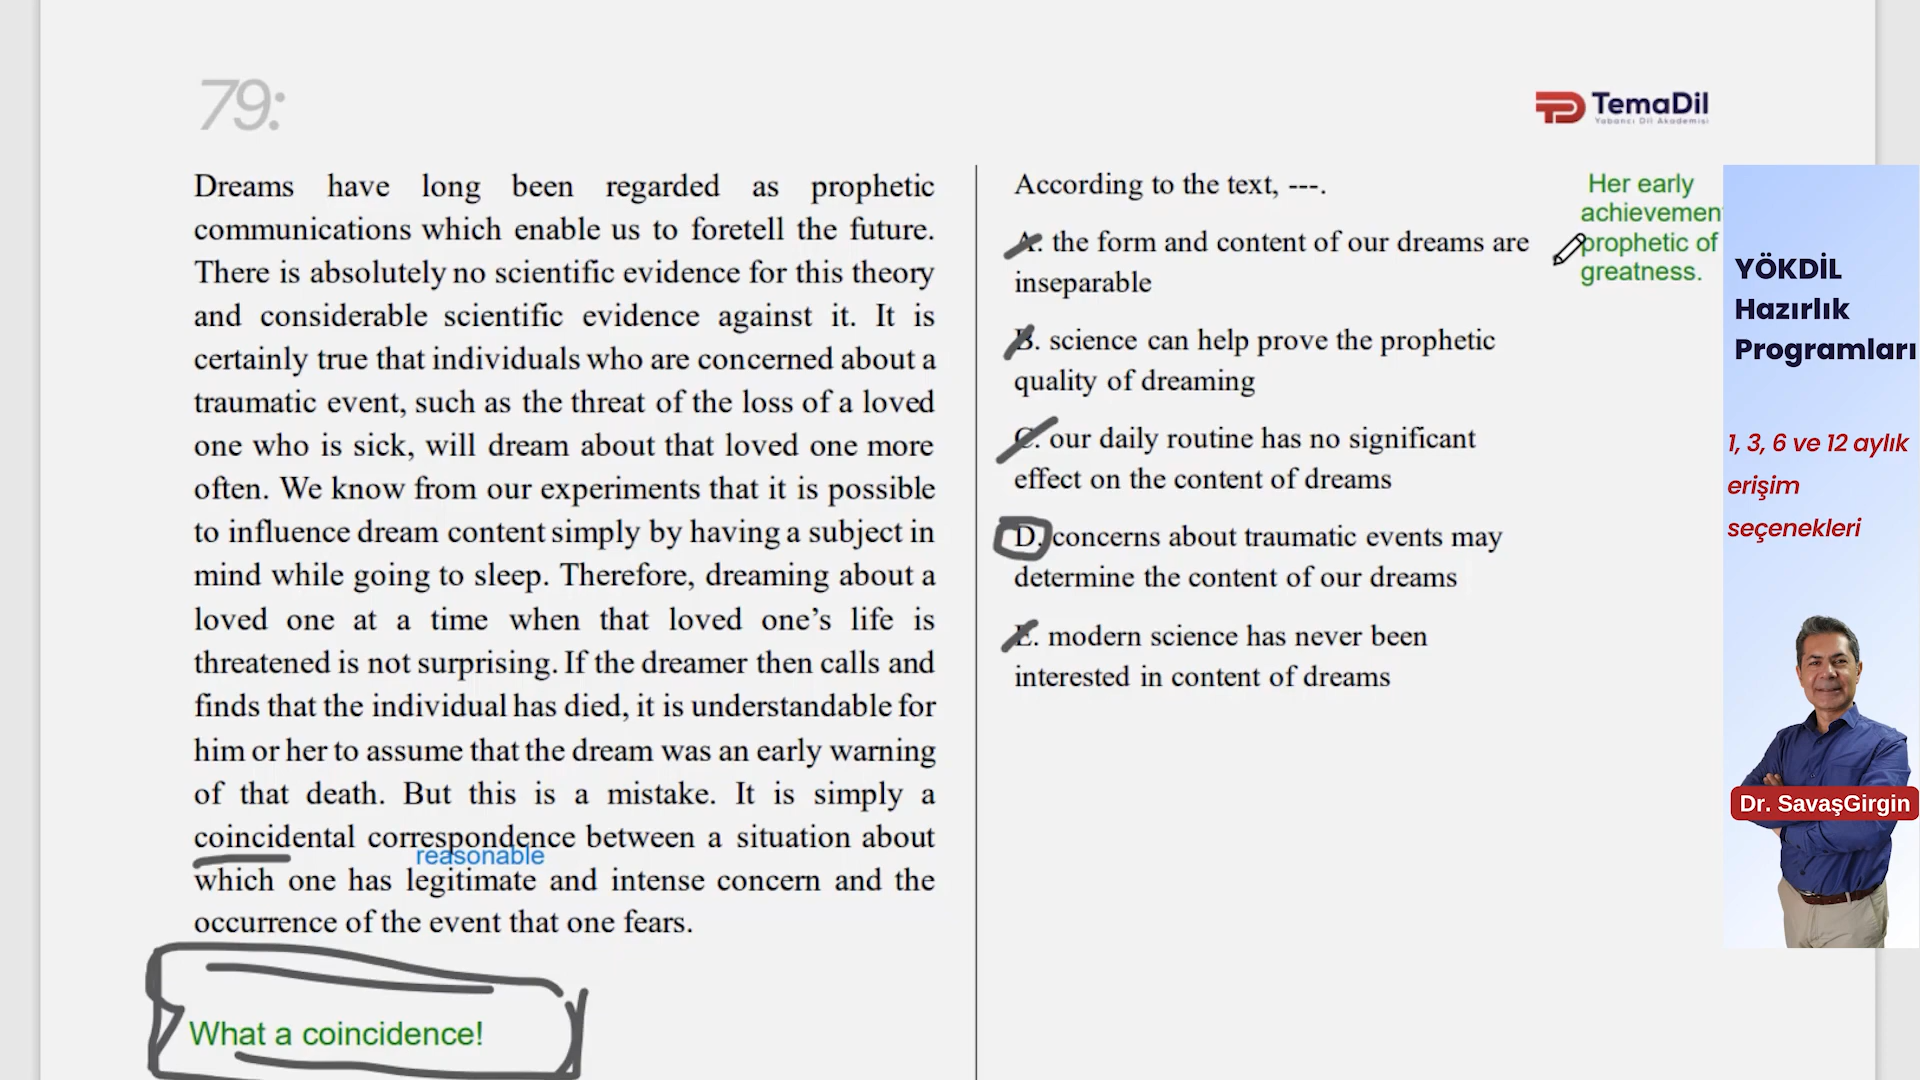 79:
TemaDil
Yabancı Dil Akademisi
Dreams have long been regarded as prophetic
communications which enable us to foretell the future.
There is absolutely no scientific evidence for this theory
and considerable scientific evidence against it. It is
certainly true that individuals who are concerned about a
traumatic event, such as the threat of the loss of a loved
one who is sick, will dream about that loved one more
often. We know from our experiments that it is possible
to influence dream content simply by having a subject in
mind while going to sleep. Therefore, dreaming about a
loved one at a time when that loved one's life is
threatened is not surprising. If the dreamer then calls and
finds that the individual has died, it is understandable for
him or her to assume that the dream was an early warning
of that death. But this is a mistake. It is simply a
coincidental correspondence between a situation about
reasonable
which one has legitimate and intense concern and the
occurrence of the event that one fears.
What a coincidence!
According to the text, ---.
A. the form and content of our dreams are
inseparable
B. science can help prove the prophetic
quality of dreaming
C. our daily routine has no significant
effect on the content of dreams
D. concerns about traumatic events may
determine the content of our dreams
E. modern science has never been
interested in content of dreams
Her early
achievemen
prophetic of
greatness.
YÖKDİL
Hazırlık
Programları
1, 3, 6 ve 12 aylık
erişim
seçenekleri
Dr. SavaşGirgin